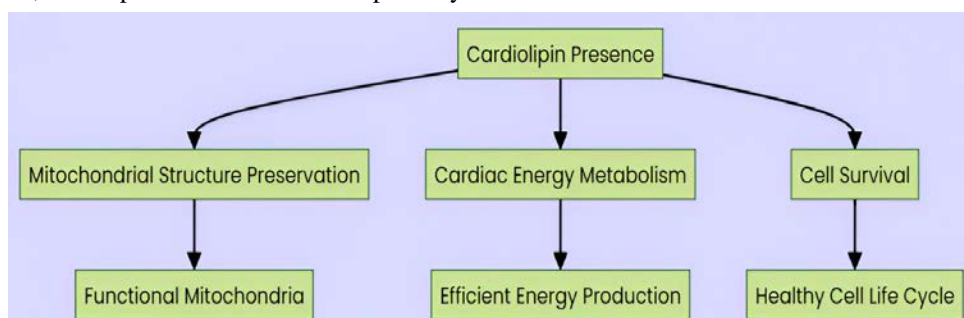 Cardiolipin Presence
Mitochondrial Structure Preservation
Cardiac Energy Metabolism
Cell Survival
Functional Mitochondria
Efficient Energy Production
Healthy Cell Life Cycle